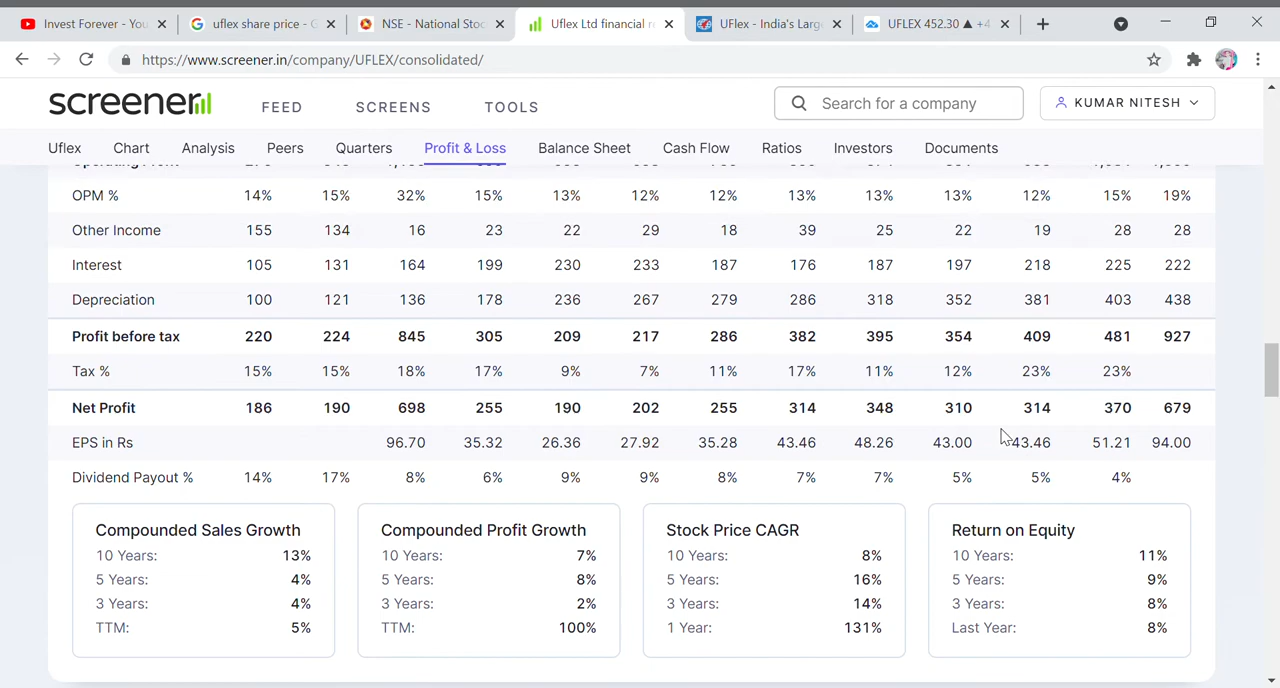 Invest Forever - You
uflex share price - G
NSE - National Stoc
Uflex Ltd financial r
UFlex - India's Larg
UFLEX 452.30 ▲ +4
https://www.screener.in/company/UFLEX/consolidated/
screener
FEED
SCREENS
TOOLS
Search for a company
KUMAR NITESH
Uflex Chart Analysis Peers Quarters Profit & Loss Balance Sheet Cash Flow Ratios Investors Documents
OPM % 14% 15% 32% 15% 13% 12% 12% 13% 13% 13% 12% 15% 19%
Other Income 155 134 16 23 22 29 18 39 25 22 19 28 28
Interest 105 131 164 199 230 233 187 176 187 197 218 225 222
Depreciation 100 121 136 178 236 267 279 286 318 352 381 403 438
Profit before tax 220 224 845 305 209 217 286 382 395 354 409 481 927
Tax % 15% 15% 18% 17% 9% 7% 11% 17% 11% 12% 23% 23%
Net Profit 186 190 698 255 190 202 255 314 348 310 314 370 679
EPS in Rs 96.70 35.32 26.36 27.92 35.28 43.46 48.26 43.00 43.46 51.21 94.00
Dividend Payout % 14% 17% 8% 6% 9% 9% 8% 7% 7% 5% 5% 4%
Compounded Sales Growth
10 Years: 13%
5 Years: 4%
3 Years: 4%
TTM: 5%
Compounded Profit Growth
10 Years: 7%
5 Years: 8%
3 Years: 2%
TTM: 100%
Stock Price CAGR
10 Years: 8%
5 Years: 16%
3 Years: 14%
1 Year: 131%
Return on Equity
10 Years: 11%
5 Years: 9%
3 Years: 8%
Last Year: 8%